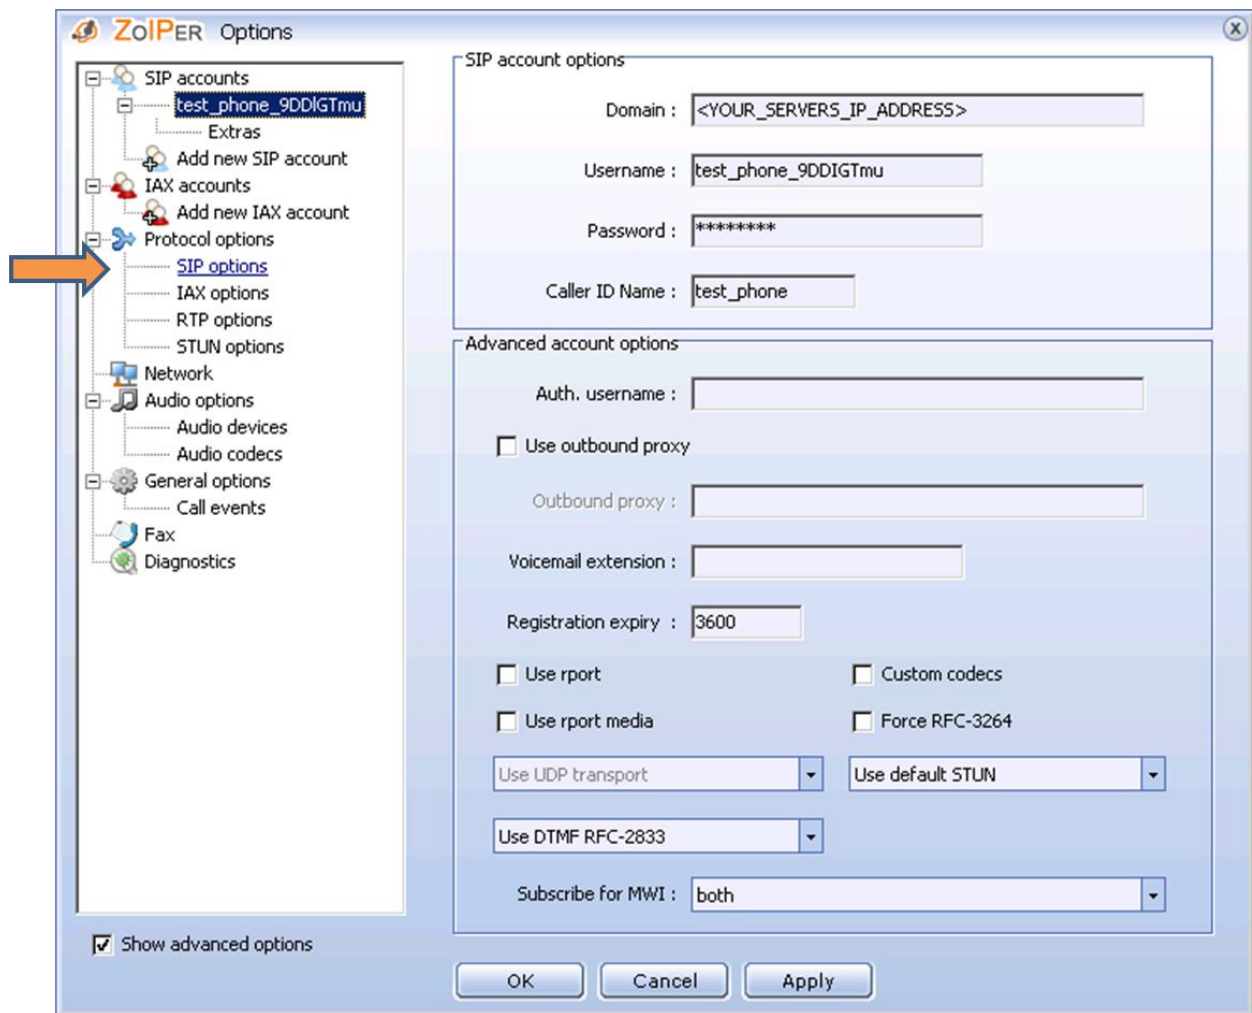 ZOIPER Options
SIP accounts
test_phone_9DDIGTmu
Extras
Add new SIP account
IAX accounts
Add new IAX account
Protocol options
SIP options
IAX options
RTP options
STUN options
Network
Audio options
Audio devices
Audio codecs
General options
Call events
Fax
Diagnostics
Show advanced options
SIP account options
Domain : <YOUR_SERVERS_IP_ADDRESS>
Username : test_phone_9DDIGTmu
Password : ********
Caller ID Name : test_phone
Advanced account options
Auth. username :
Use outbound proxy
Outbound proxy :
Voicemail extension :
Registration expiry : 3600
Use rport Custom codecs
Use rport media Force RFC-3264
Use UDP transport Use default STUN
Use DTMF RFC-2833
Subscribe for MWI : both
OK Cancel Apply